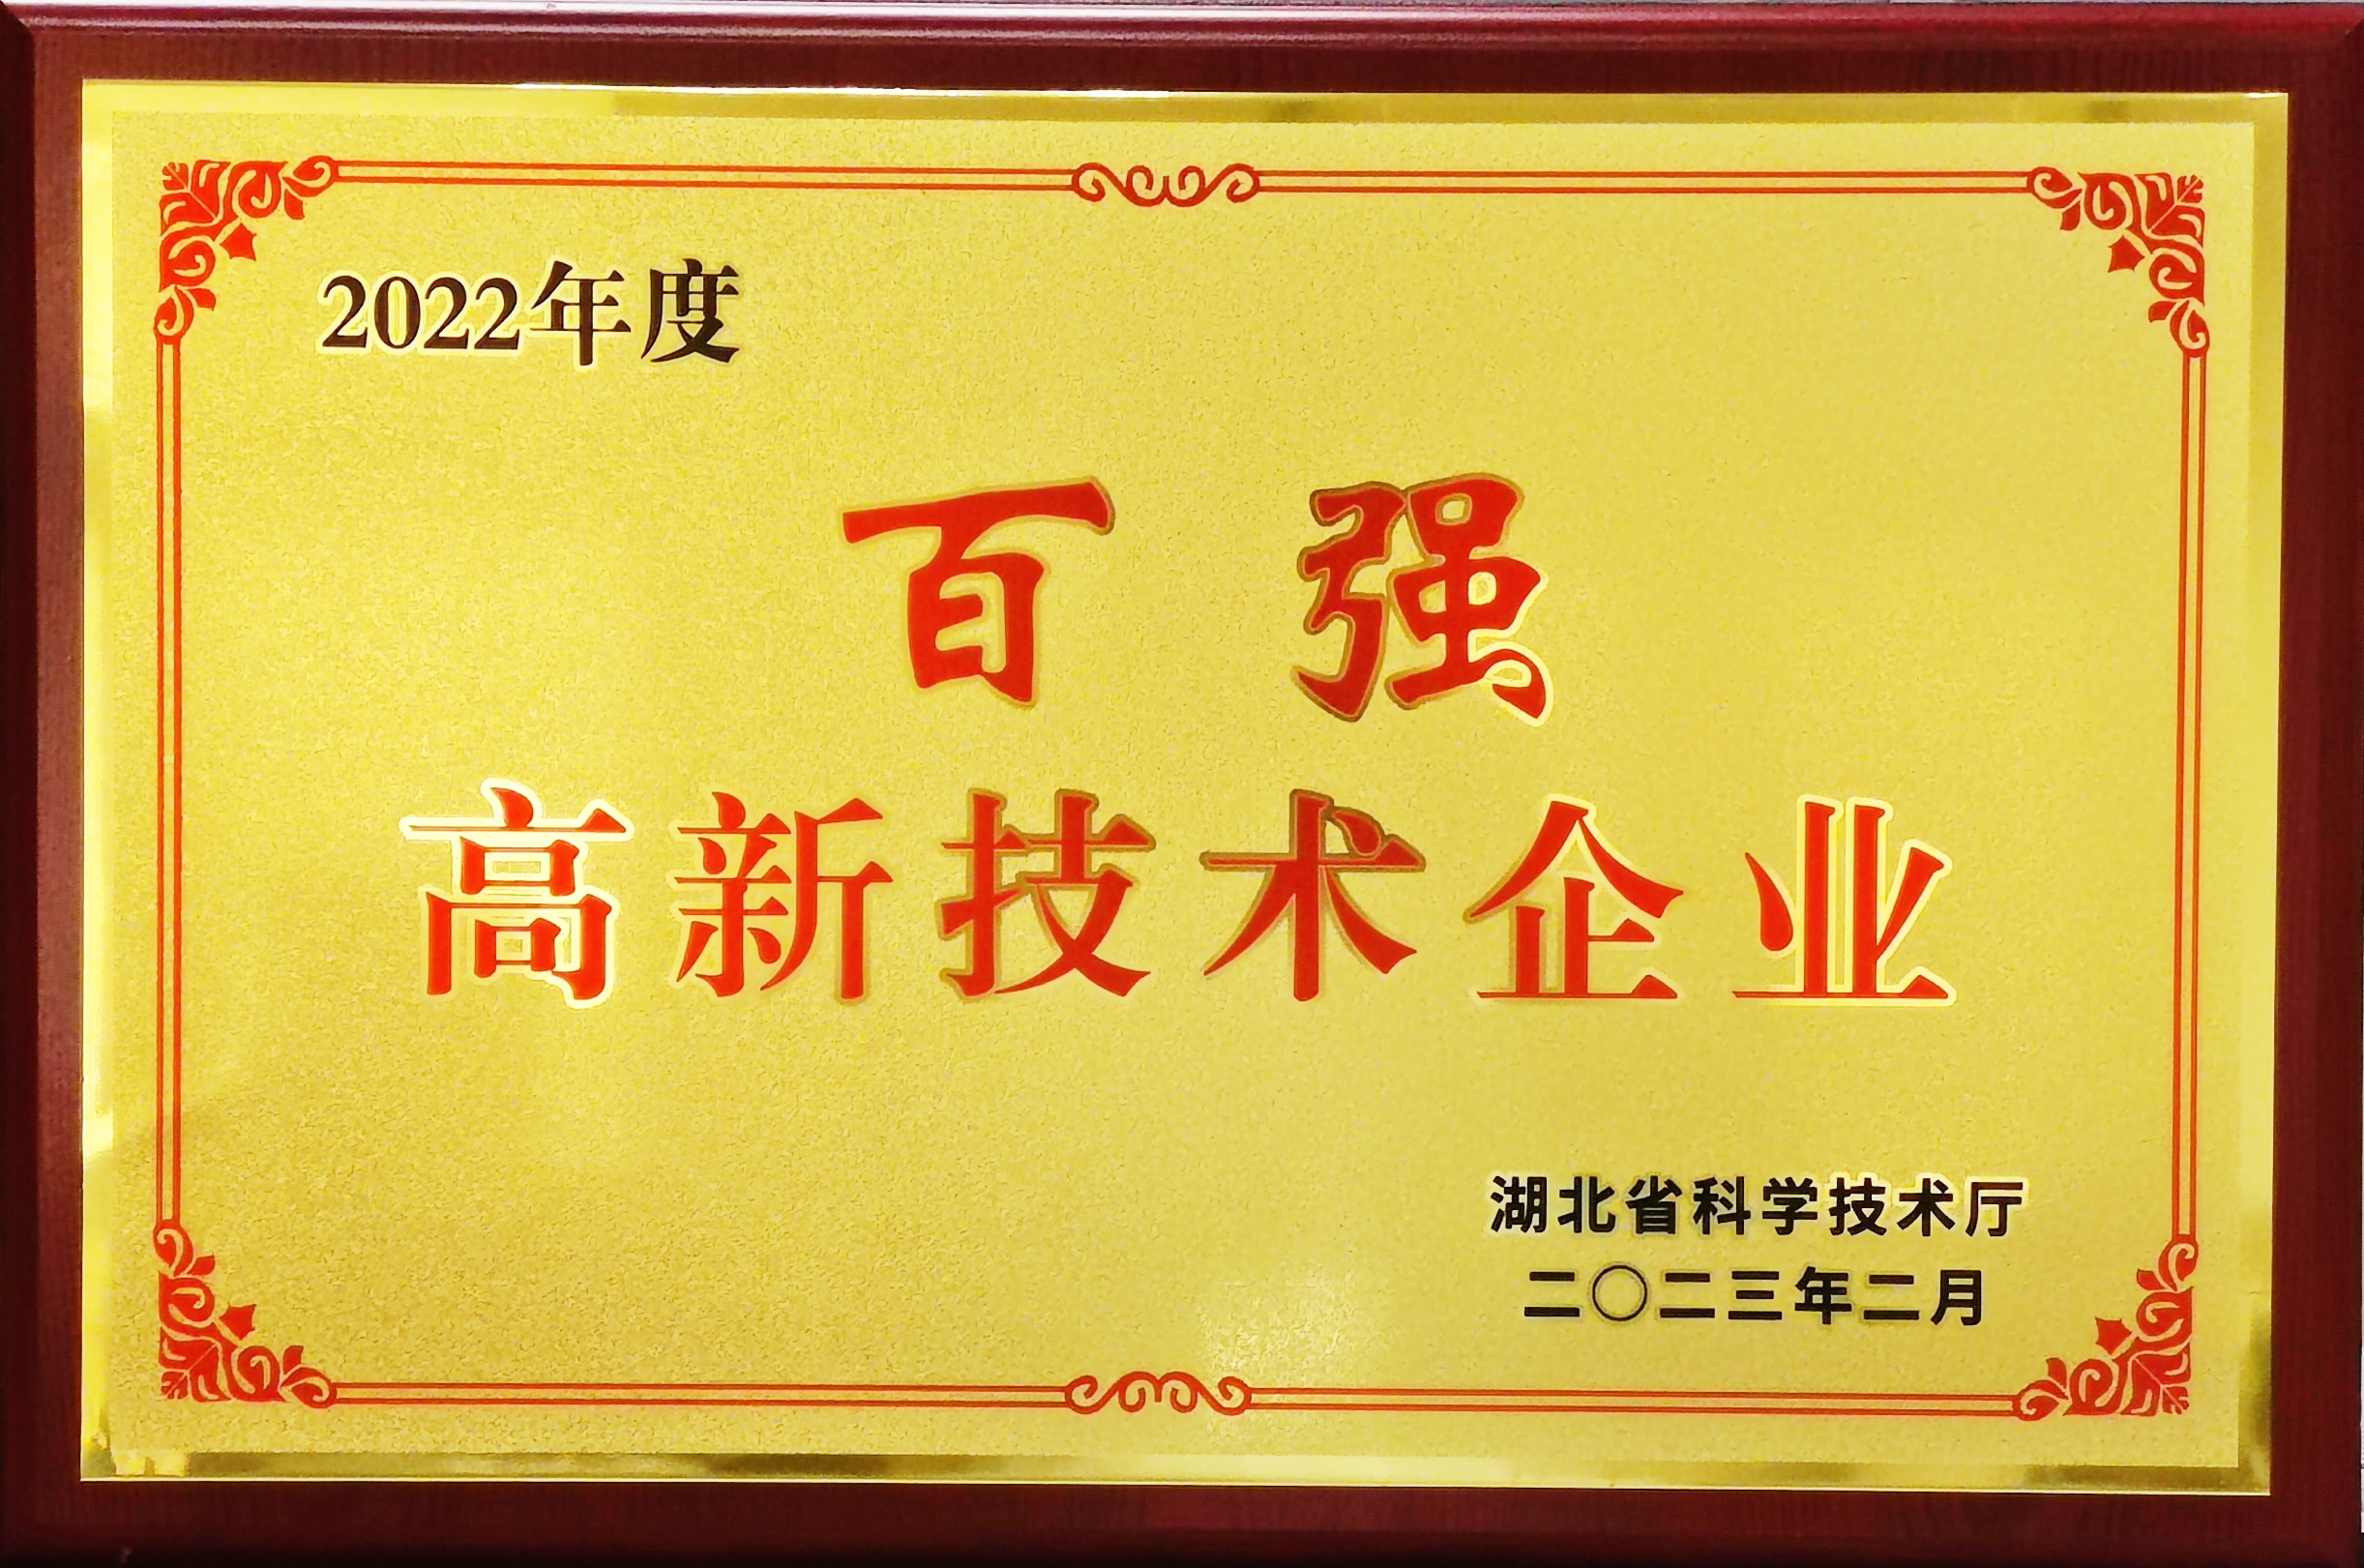 2022年度
百强
高新技术企业
湖北省科学技术厅
二〇二三年二月